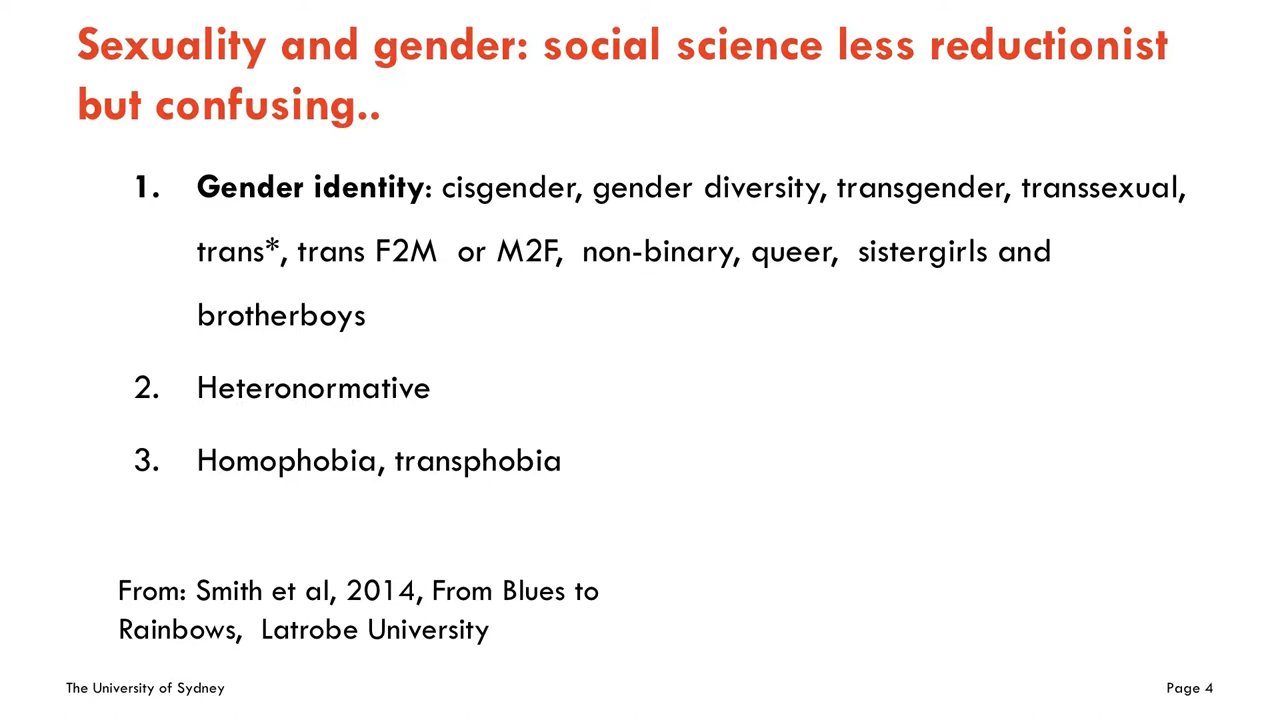 Sexuality and gender: social science less reductionist
but confusing..
1. Gender identity: cisgender, gender diversity, transgender, transsexual,
trans*, trans F2M or M2F, non-binary, queer, sistergirls and
brotherboys
2. Heteronormative
3. Homophobia, transphobia
From: Smith et al, 2014, From Blues to
Rainbows, Latrobe University
The University of Sydney
Page 4